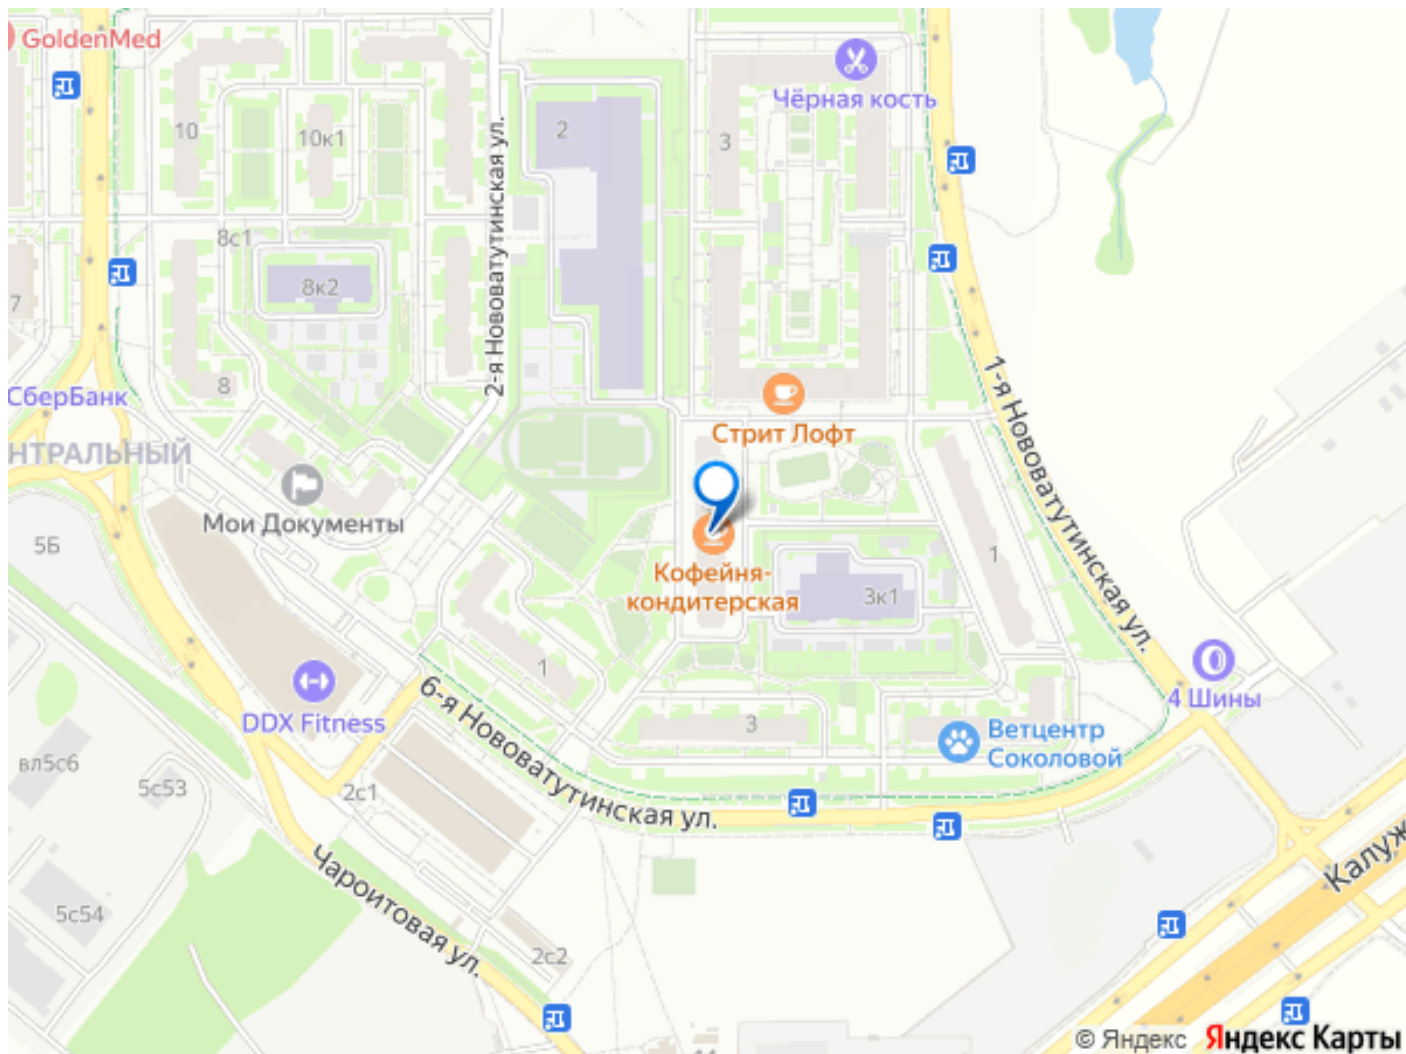 GoldenMed
Чёрная кость
10
10к1
2
3
2-я Нововатутинская ул.
8с1
8к2
7
8
СберБанк
1-я Нововатутинская ул.
Стрит Лофт
НТРАЛЬНЫЙ
Мои Документы
5Б
1
Кофейня-
кондитерская
3к1
1
4 Шины
6-я Нововатутинская ул.
DDX Fitness
3
Ветцентр
Соколовой
вл5с6
5с53
2с1
Чароитовая ул.
Калуж
5с54
2с2
© Яндекс Яндекс Карты